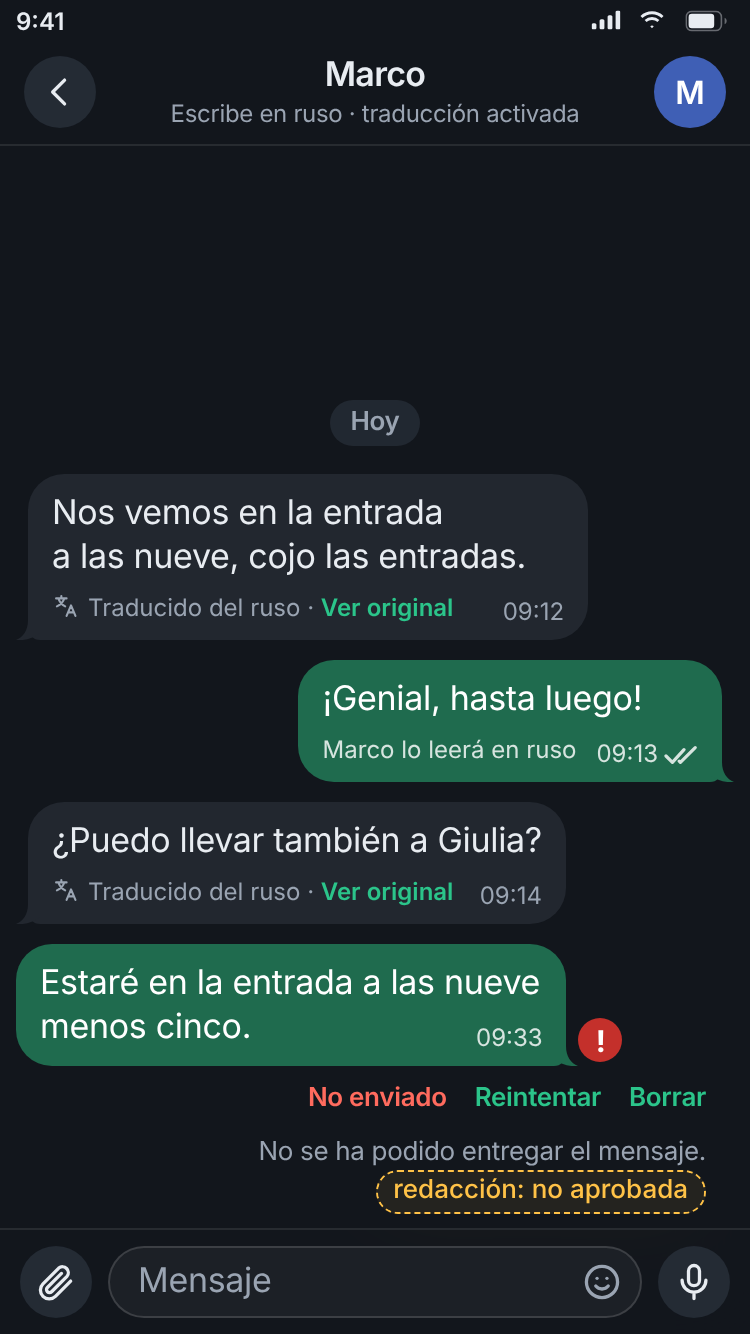 9:41
Marco
Escribe en ruso · traducción activada
M
Hoy
Nos vemos en la entrada
a las nueve, cojo las entradas.
Traducido del ruso · Ver original 09:12
¡Genial, hasta luego!
Marco lo leerá en ruso 09:13
¿Puedo llevar también a Giulia?
Traducido del ruso · Ver original 09:14
Estaré en la entrada a las nueve
menos cinco. 09:33
No enviado Reintentar Borrar
No se ha podido entregar el mensaje.
redacción: no aprobada
Mensaje